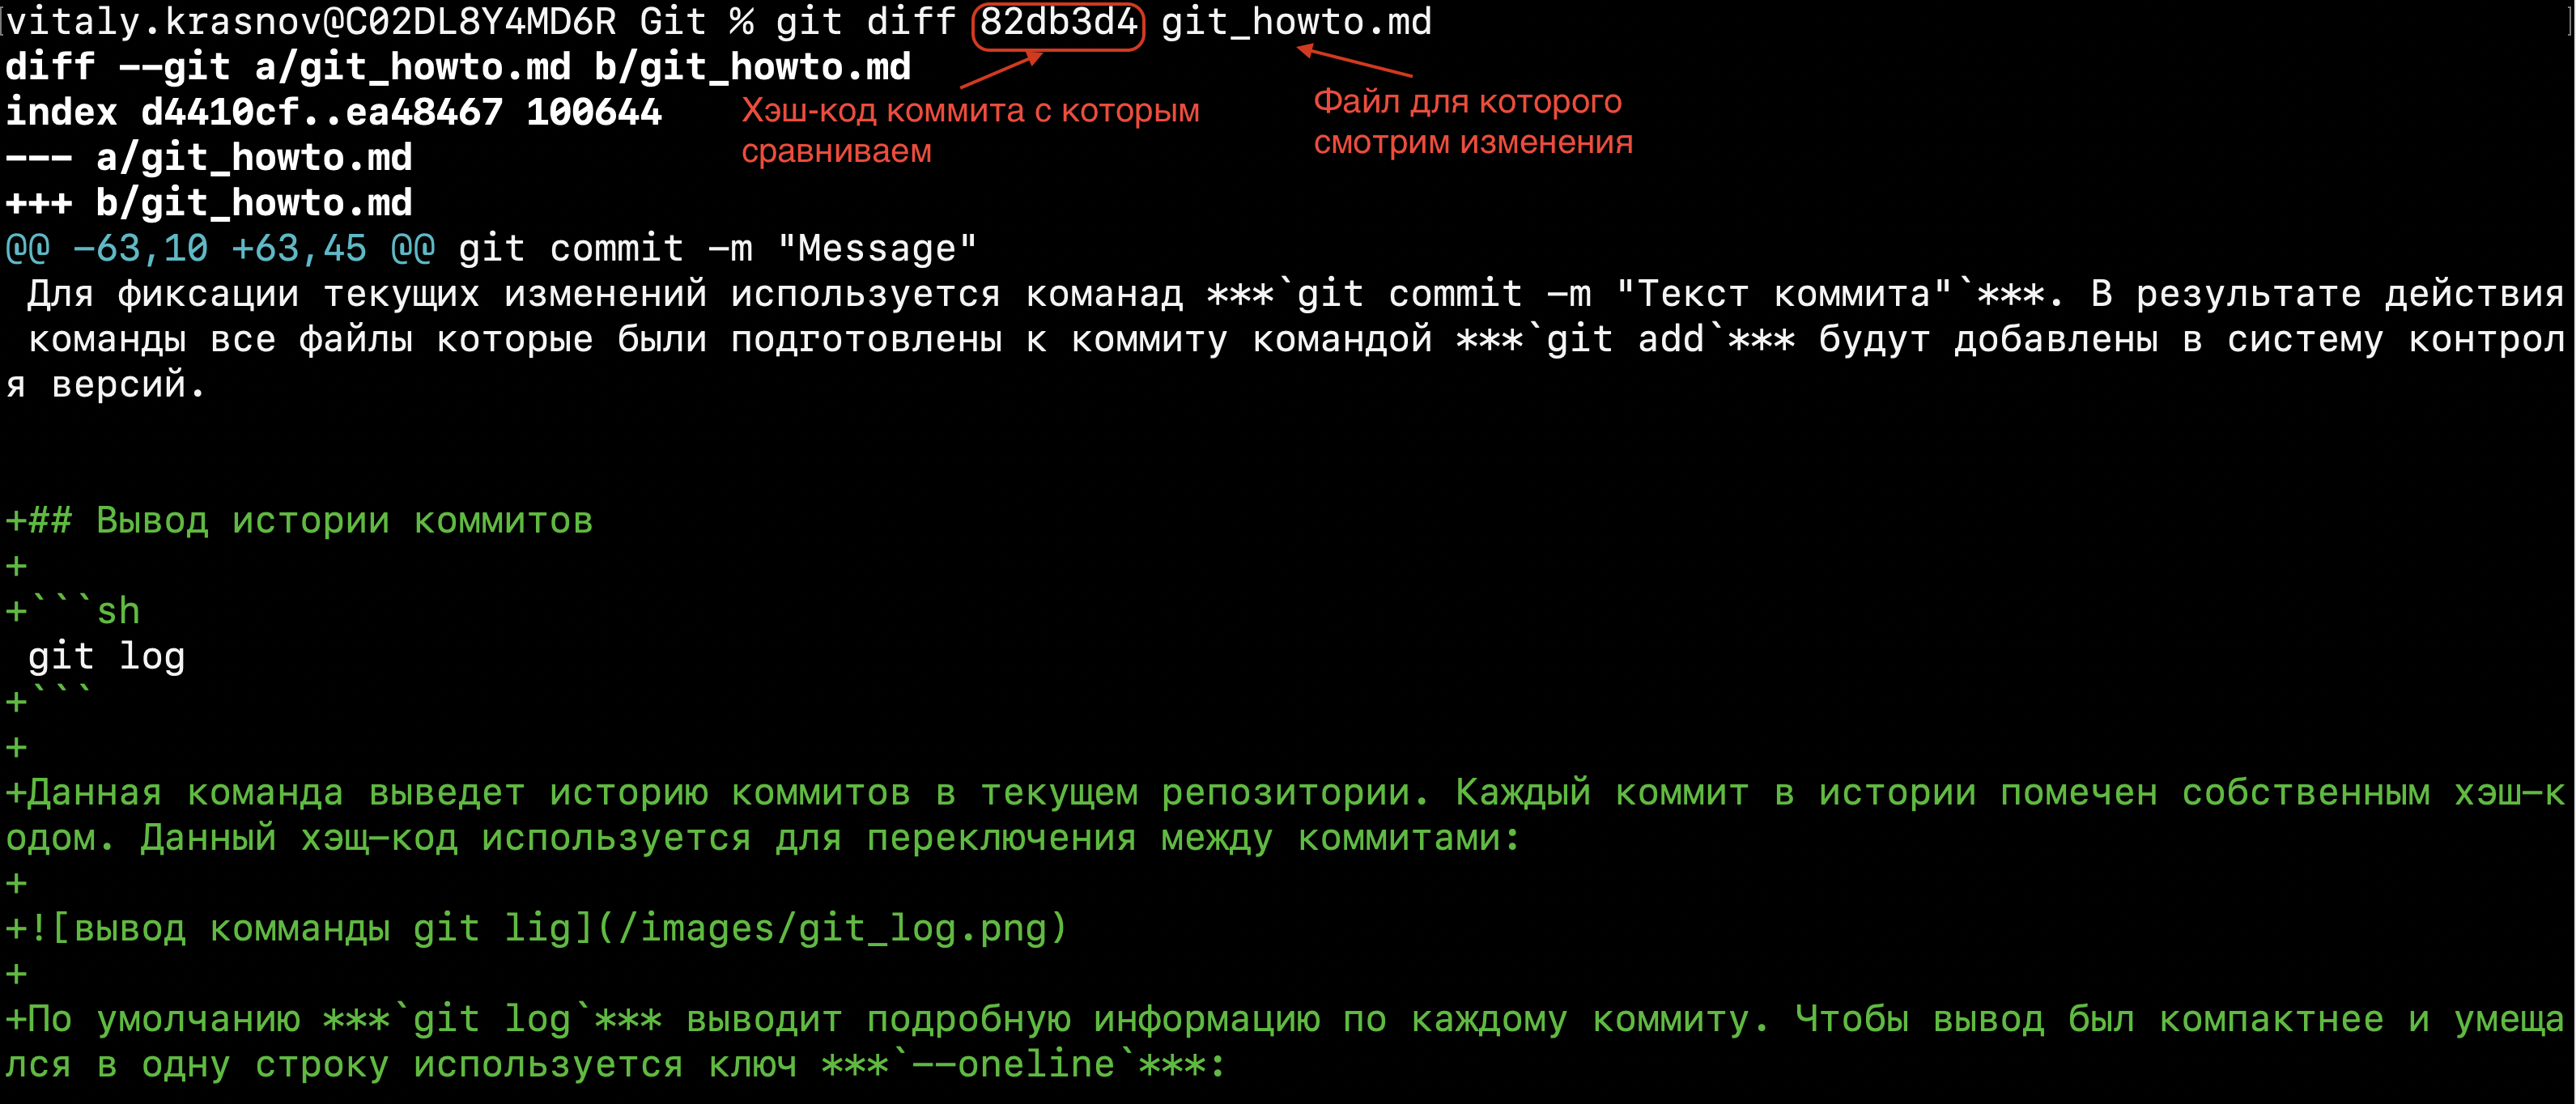 [vitaly.krasnov@C02DL8Y4MD6R Git % git diff 82db3d4 git_howto.md ]
diff --git a/git_howto.md b/git_howto.md
index d4410cf..ea48467 100644
Хэш-код коммита с которым
сравниваем
Файл для которого
смотрим изменения
--- a/git_howto.md
+++ b/git_howto.md
@@ -63,10 +63,45 @@ git commit -m "Message"
 Для фиксации текущих изменений используется команад ***`git commit -m "Текст коммита"`***. В результате действия
 команды все файлы которые были подготовлены к коммиту командой ***`git add`*** будут добавлены в систему контрол
я версий.
+## Вывод истории коммитов
+
+```sh
 git log
+```
+
+Данная команда выведет историю коммитов в текущем репозитории. Каждый коммит в истории помечен собственным хэш-к
одом. Данный хэщ-код используется для переключения между коммитами:
+
+![вывод комманды git lig](/images/git_log.png)
+
+По умолчанию ***`git log`*** выводит подробную информацию по каждому коммиту. Чтобы вывод был компактнее и умеща
лся в одну строку используется ключ ***`--oneline`***: